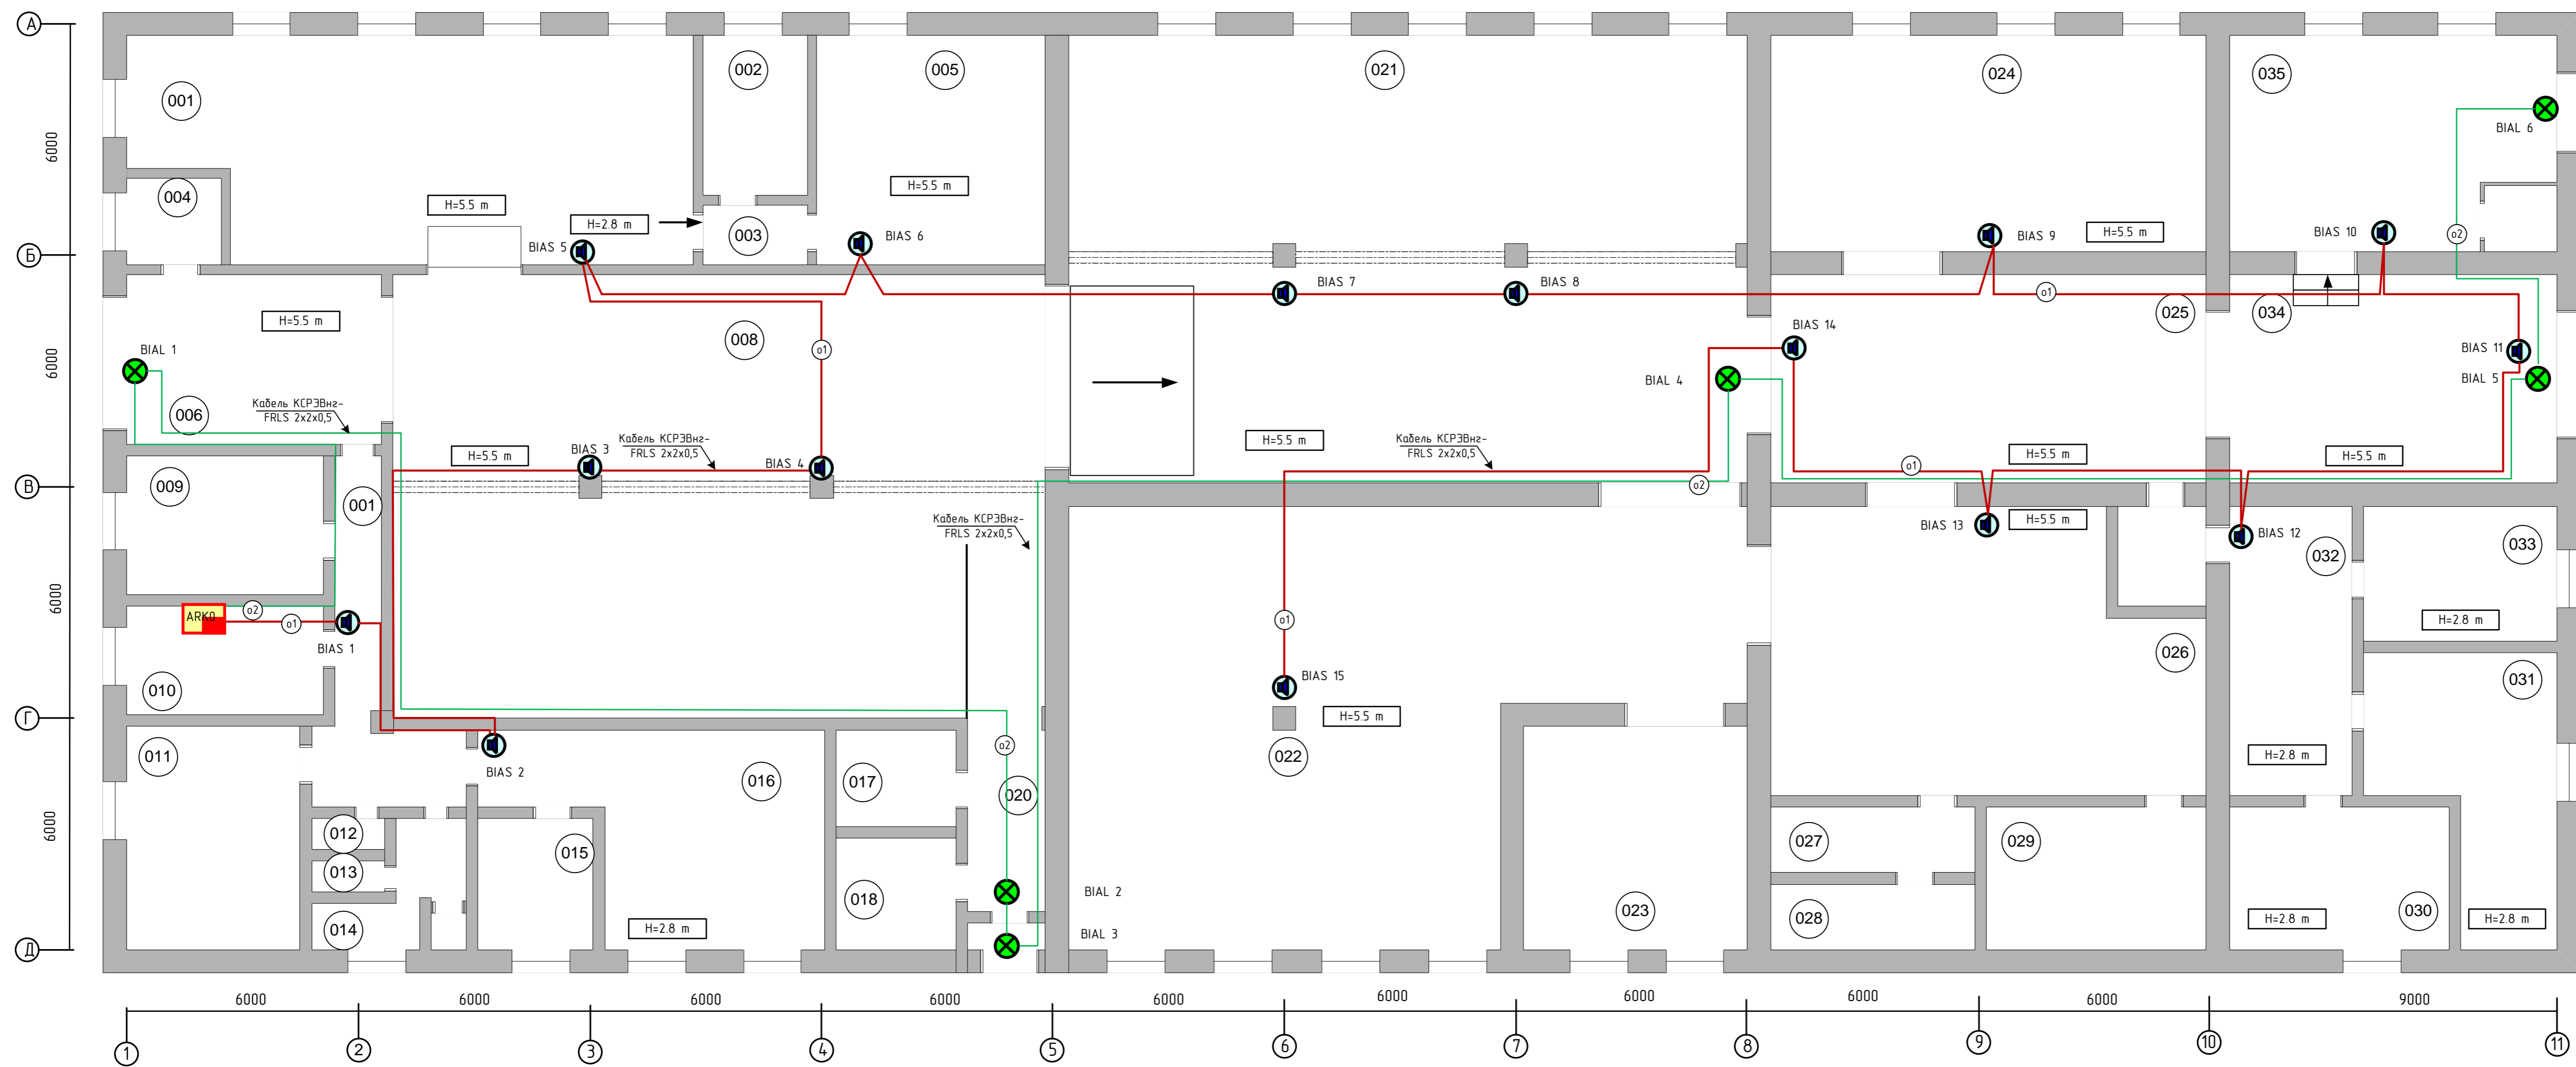 А
002
005
021
024
035
001
BIAL 6
6000
004
H=5.5 m
H=5.5 m
H=2.8 m
003
BIAS 5
BIAS 6
BIAS 9
H=5.5 m
BIAS 10
o2
Б
BIAS 7
BIAS 8
o1
H=5.5 m
025
034
BIAS 14
BIAL 1
008
o1
BIAS 11
6000
BIAL 4
BIAL 5
006
Кабель КСРЭВнг-
FRLS 2x2x0,5
H=5.5 m
BIAS 3
Кабель КСРЭВнг-
FRLS 2x2x0,5
BIAS 4
H=5.5 m
Кабель КСРЭВнг-
FRLS 2x2x0,5
o1
H=5.5 m
H=5.5 m
В
009
o2
001
Кабель КСРЭВнг-
FRLS 2x2x0,5
BIAS 13
H=5.5 m
BIAS 12
032
033
6000
ARK0
o2
o1
o1
H=2.8 m
BIAS 1
026
010
BIAS 15
031
Г
H=5.5 m
011
o2
022
H=2.8 m
BIAS 2
016
017
020
6000
012
015
027
029
013
BIAL 2
018
014
H=2.8 m
BIAL 3
023
028
H=2.8 m
030
H=2.8 m
Д
6000
6000
6000
6000
6000
6000
6000
6000
6000
9000
1
2
3
4
5
6
7
8
9
10
11